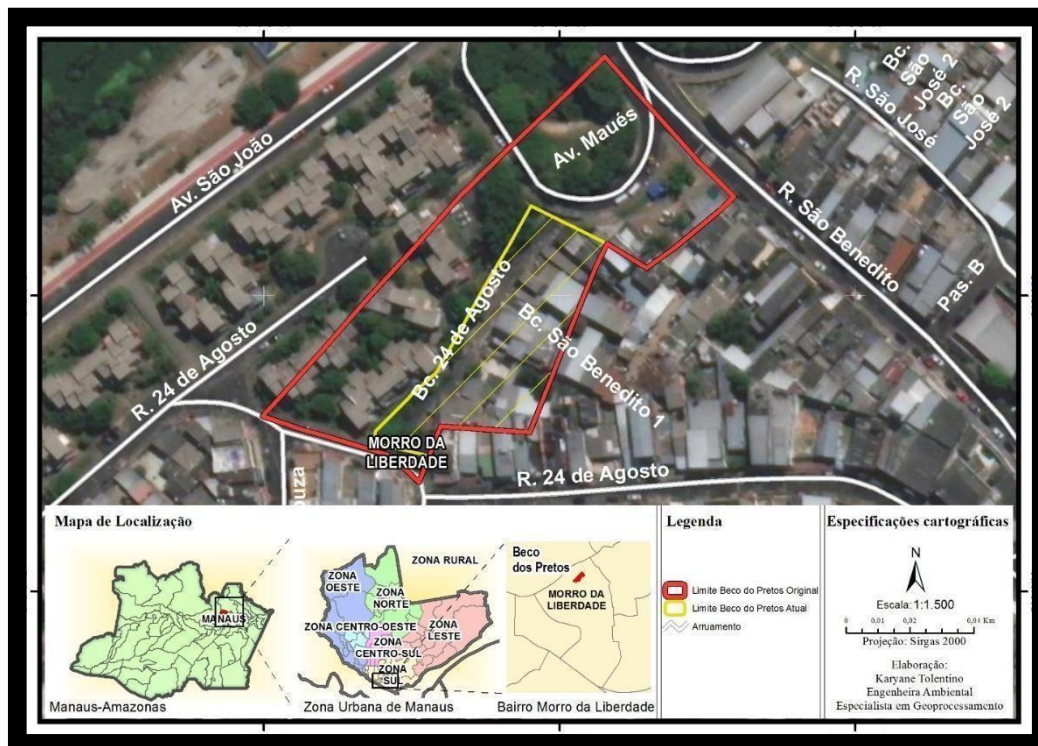 Av. São João
R. 24 de Agosto
Av. Maués
Bc. 24 de Agosto
Bc. São Benedito 1
R. São Benedito
R. São José
Bc.
São
José 2
Bc.
São
José 2
Pas. B
MORRO DA
LIBERDADE
R. 24 de Agosto
Mapa de Localização
MANAUS
Manaus-Amazonas
ZONA
OESTE
ZONA
NORTE
ZONA RURAL
ZONA CENTRO-OESTE
ZONA
LESTE
ZONA
CENTRO-SUL
ZONA
SUL
Zona Urbana de Manaus
Beco
dos Pretos
MORRO DA
LIBERDADE
Bairro Morro da Liberdade
Legenda
Limite Beco do Pretos Original
Limite Beco do Pretos Atual
Arruamento
Especificações cartográficas
N
Escala: 1:1.500
0 0,01 0,02 0,04 Km
Projeção: Sirgas 2000
Elaboração:
Karyane Tolentino
Engenheira Ambiental
Especialista em Geoprocessamento